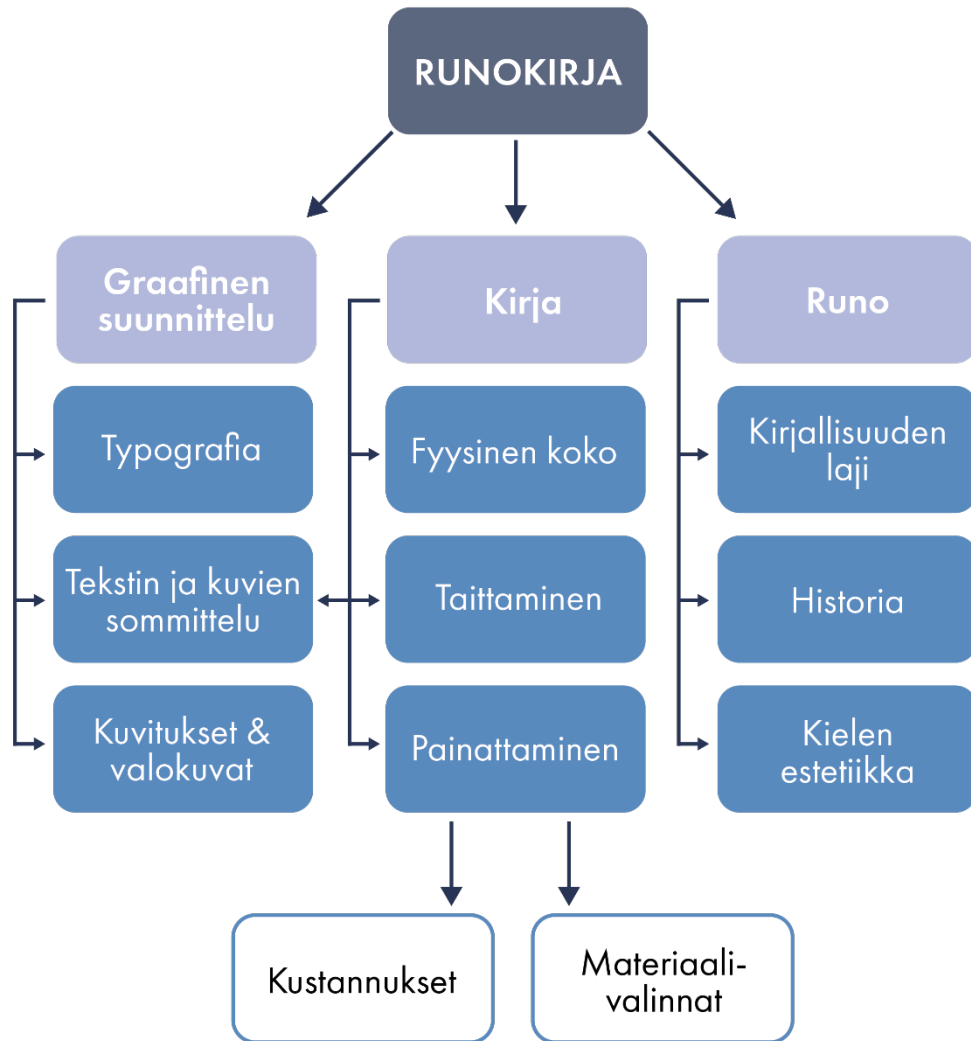 RUNOKIRJA
Graafinen
suunnittelu
Kirja
Runo
Typografia
Fyysinen koko
Kirjallisuuden
laji
Tekstin ja kuvien
sommittelu
Taittaminen
Historia
Kuvitukset &
valokuvat
Painattaminen
Kielen
estetiikka
Kustannukset
Materiaali-
valinnat